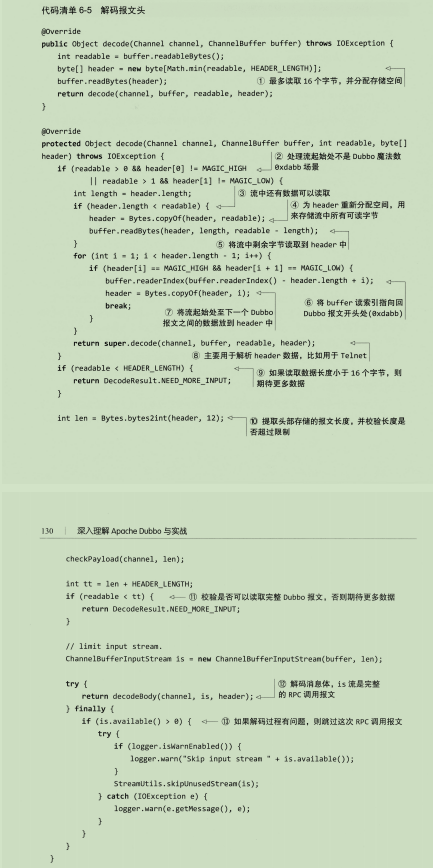 代码清单 6-5 解码报文头
@Override
public Object decode(Channel channel, ChannelBuffer buffer) throws IOException {
int readable = buffer.readableBytes();
byte[] header = new byte[Math.min(readable, HEADER_LENGTH)];
buffer.readBytes(header); ① 最多读取 16 个字节，并分配存储空间
return decode(channel, buffer, readable, header);
}
@Override
protected Object decode(Channel channel, ChannelBuffer buffer, int readable, byte[]
header) throws IOException { ② 处理流起始处不是 Dubbo 魔法数
if (readable > 0 && header[0] != MAGIC_HIGH 0xdabb 场景
|| readable > 1 && header[1] != MAGIC_LOW) {
int length = header.length; ③ 流中还有数据可以读取
if (header.length < readable) { ④ 为 header 重新分配空间，用
header = Bytes.copyOf(header, readable); 来存储流中所有可读字节
buffer.readBytes(header, length, readable - length);
} ⑤ 将流中剩余字节读取到 header 中
for (int i = 1; i < header.length - 1; i++) {
if (header[i] == MAGIC_HIGH && header[i + 1] == MAGIC_LOW) {
buffer.readerIndex(buffer.readerIndex() - header.length + i);
header = Bytes.copyOf(header, i);
break; ⑥ 将 buffer 读索引指向回
} ⑦ 将流起始处至下一个 Dubbo Dubbo 报文开头处(0xdabb)
} 报文之间的数据放到 header 中
return super.decode(channel, buffer, readable, header);
} ⑧ 主要用于解析 header 数据，比如用于 Telnet
if (readable < HEADER_LENGTH) { ⑨ 如果读取数据长度小于 16 个字节，则
return DecodeResult.NEED_MORE_INPUT; 期待更多数据
}
int len = Bytes.bytes2int(header, 12); ⑩ 提取头部存储的报文长度，并校验长度是
否超过限制
130 | 深入理解 Apache Dubbo 与实战
checkPayload(channel, len);
int tt = len + HEADER_LENGTH;
if (readable < tt) { ⑪ 校验是否可以读取完整 Dubbo 报文，否则期待更多数据
return DecodeResult.NEED_MORE_INPUT;
}
// limit input stream.
ChannelBufferInputStream is = new ChannelBufferInputStream(buffer, len);
try { ⑫ 解码消息体，is 流是完整
return decodeBody(channel, is, header); 的 RPC 调用报文
} finally {
if (is.available() > 0) { ⑬ 如果解码过程有问题，则跳过这次 RPC 调用报文
try {
if (logger.isWarnEnabled()) {
logger.warn("Skip input stream " + is.available());
}
StreamUtils.skipUnusedStream(is);
} catch (IOException e) {
logger.warn(e.getMessage(), e);
}
}
}
}